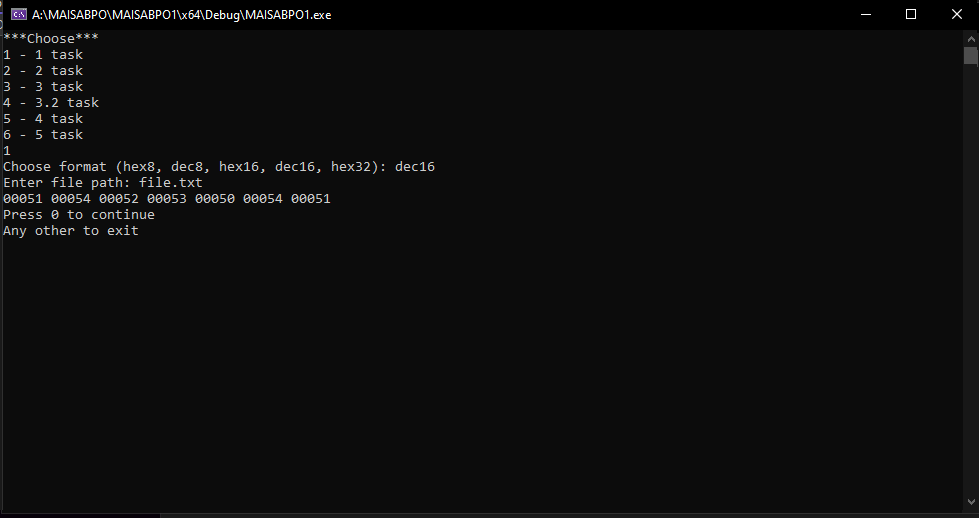 A:\MAISABPO\MAISABPO1\x64\Debug\MAISABPO1.exe
***Choose***
1 - 1 task
2 - 2 task
3 - 3 task
4 - 3.2 task
5 - 4 task
6 - 5 task
1
Choose format (hex8, dec8, hex16, dec16, hex32): dec16
Enter file path: file.txt
00051 00054 00052 00053 00050 00054 00051
Press 0 to continue
Any other to exit